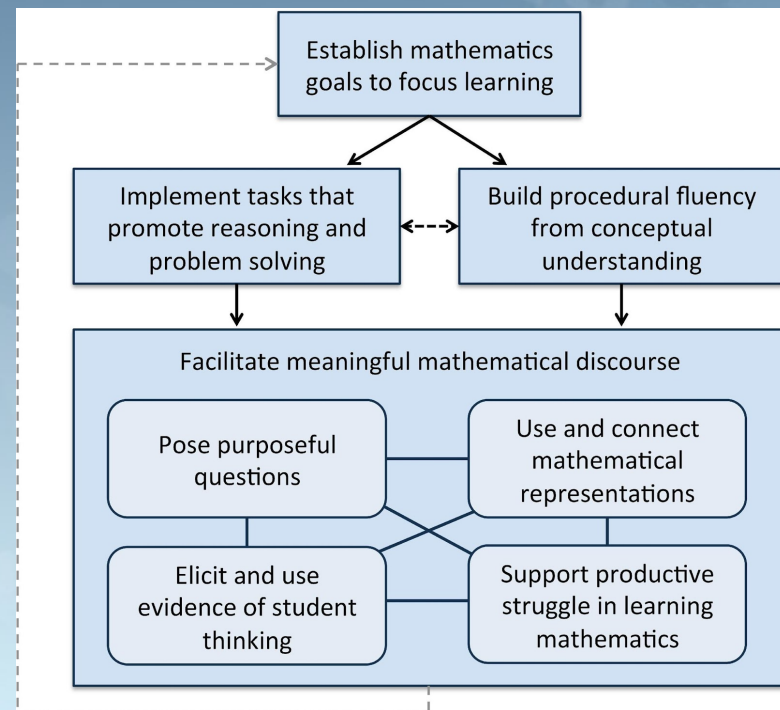 Establish mathematics
goals to focus learning
Implement tasks that
promote reasoning and
problem solving
Build procedural fluency
from conceptual
understanding
Facilitate meaningful mathematical discourse
Pose purposeful
questions
Use and connect
mathematical
representations
Elicit and use
evidence of student
thinking
Support productive
struggle in learning
mathematics